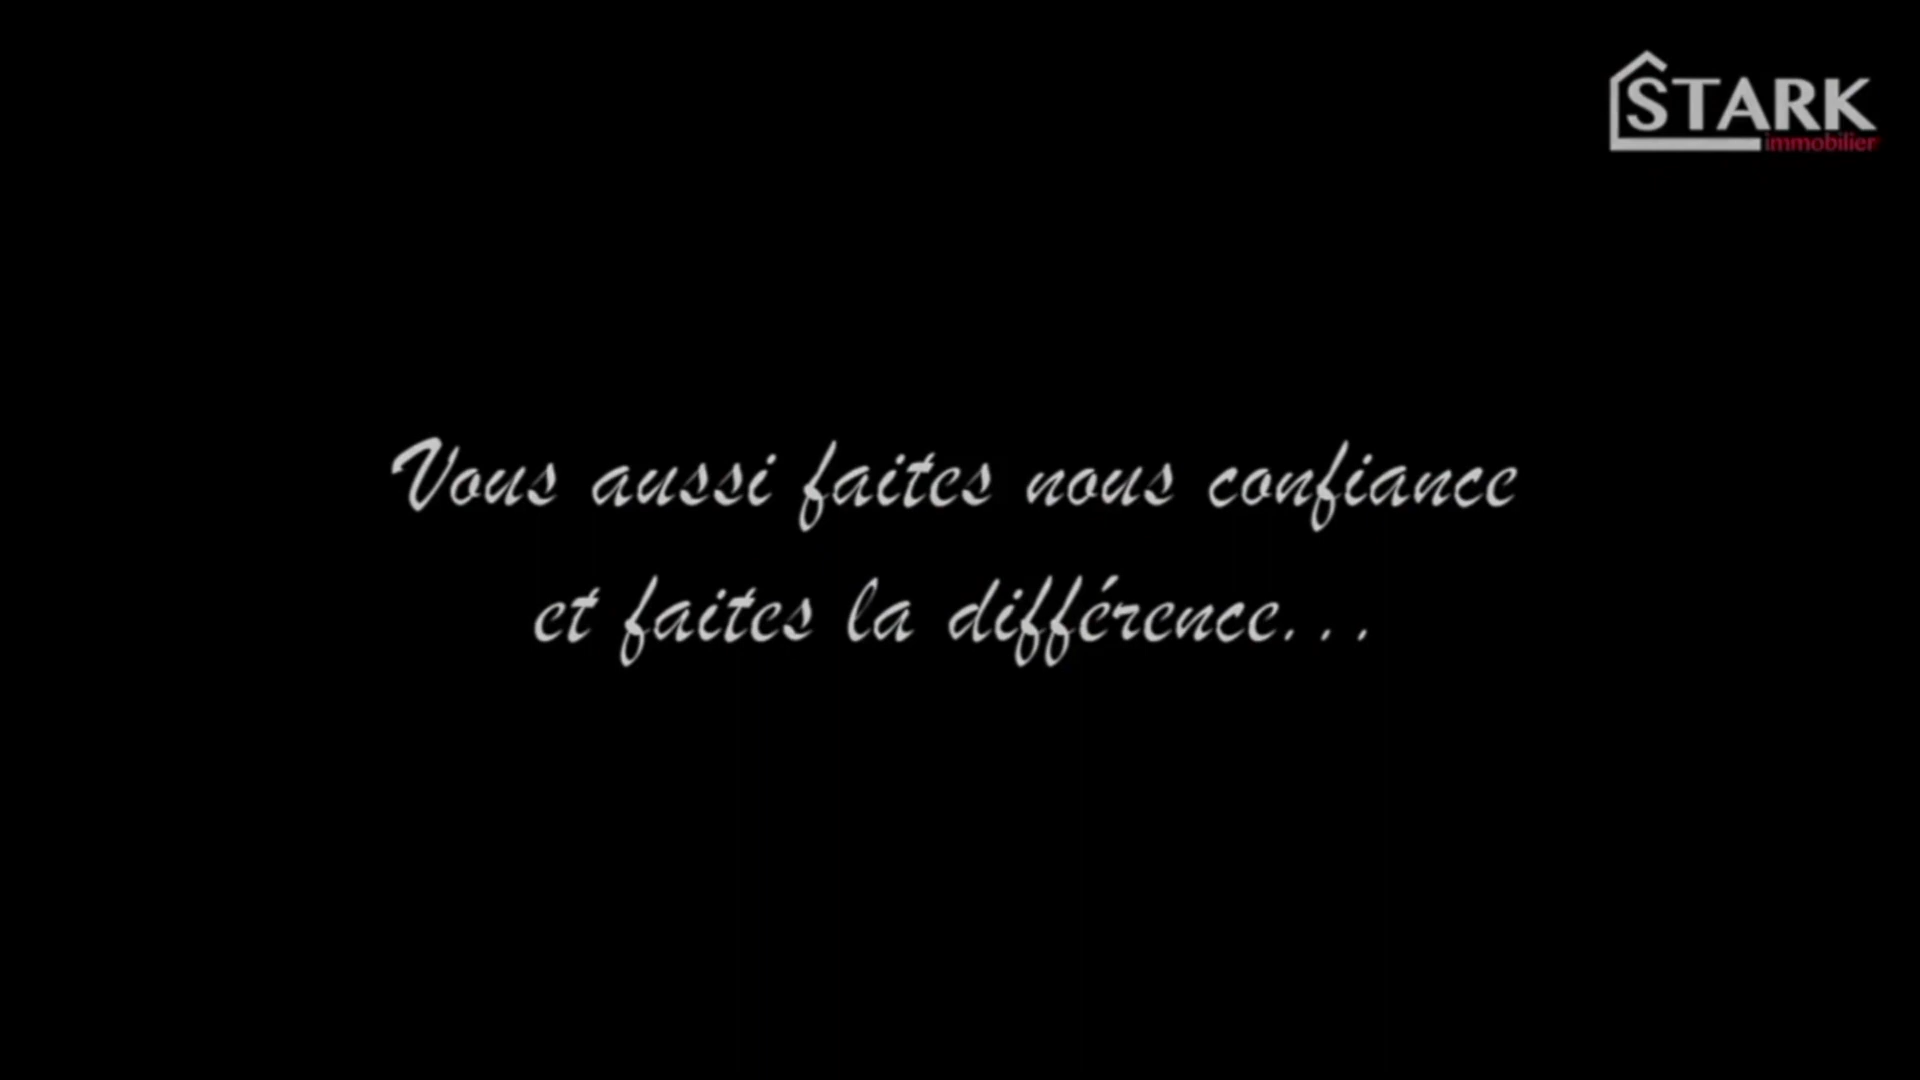 STARK
immobilier
Vous aussi faites nous confiance
et faites la différence...